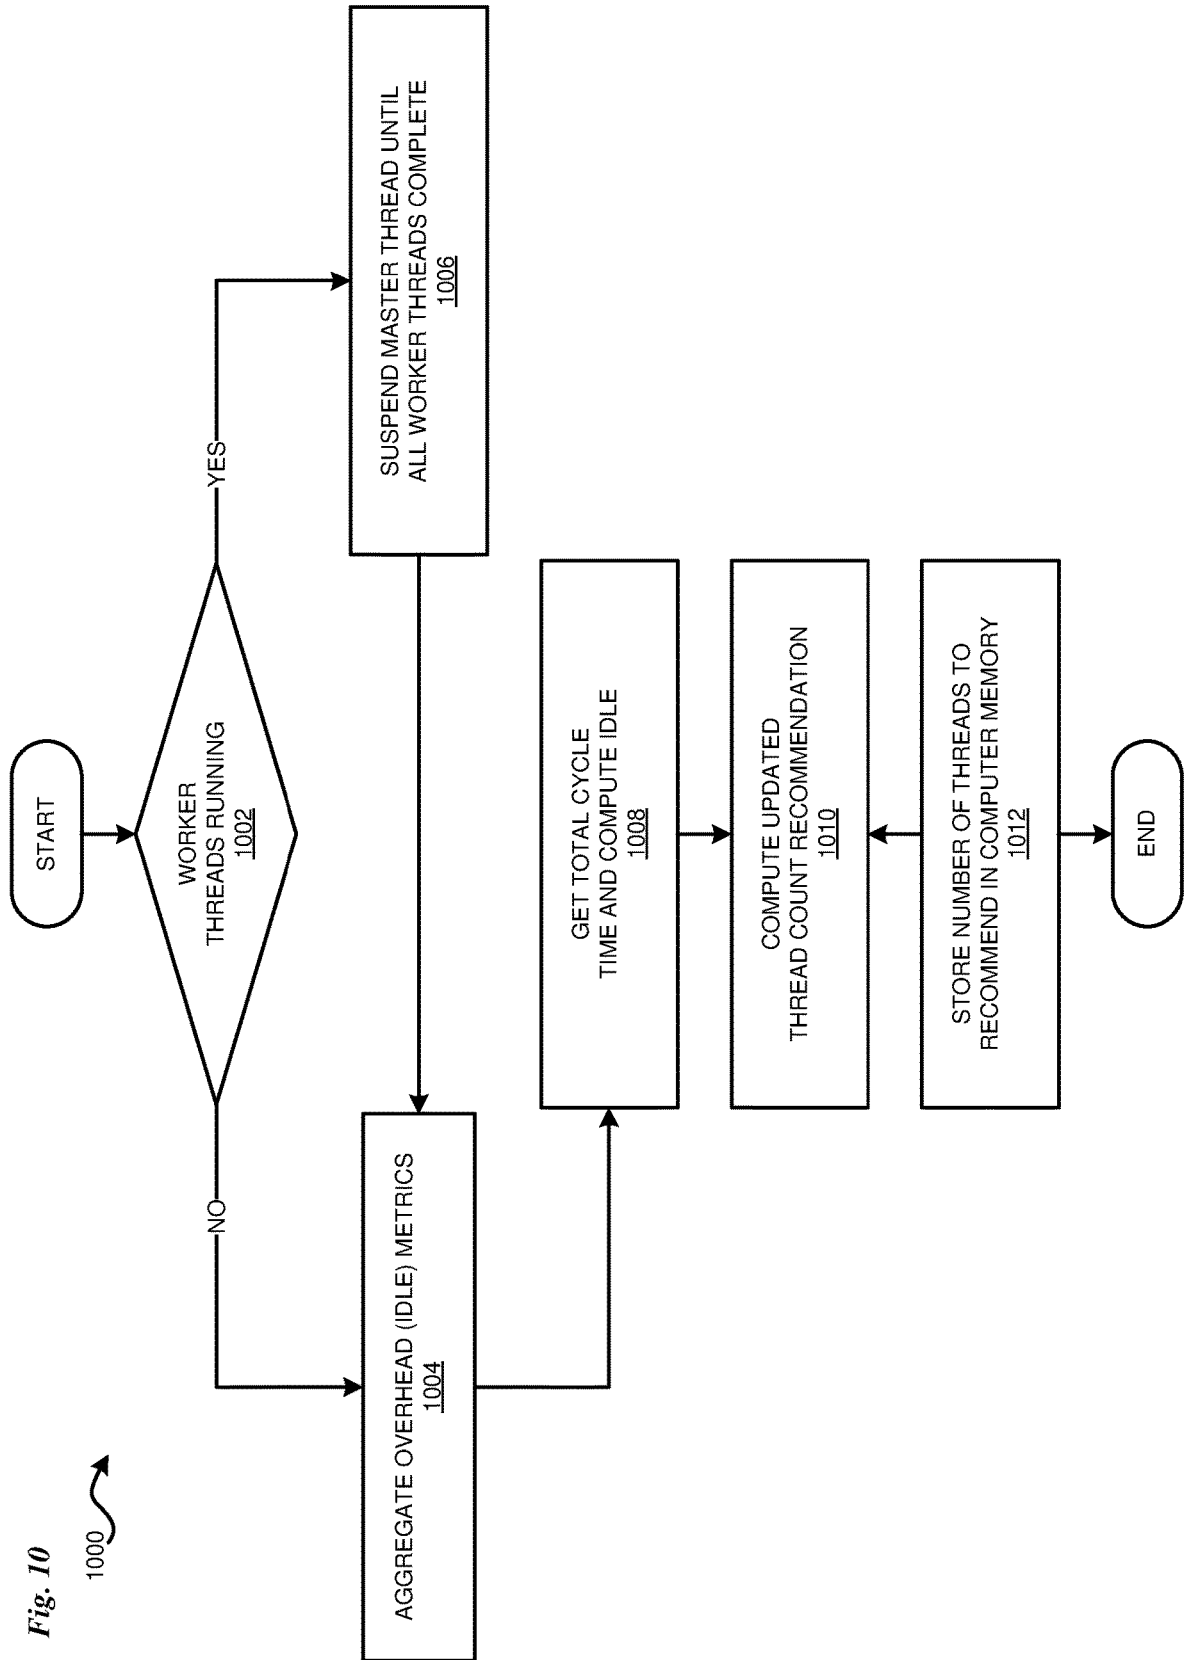 Fig. 10
1000
START
WORKER
THREADS RUNNING
1002
NO
YES
AGGREGATE OVERHEAD (IDLE) METRICS
1004
SUSPEND MASTER THREAD UNTIL
ALL WORKER THREADS COMPLETE
1006
GET TOTAL CYCLE
TIME AND COMPUTE IDLE
1008
COMPUTE UPDATED
THREAD COUNT RECOMMENDATION
1010
STORE NUMBER OF THREADS TO
RECOMMEND IN COMPUTER MEMORY
1012
END